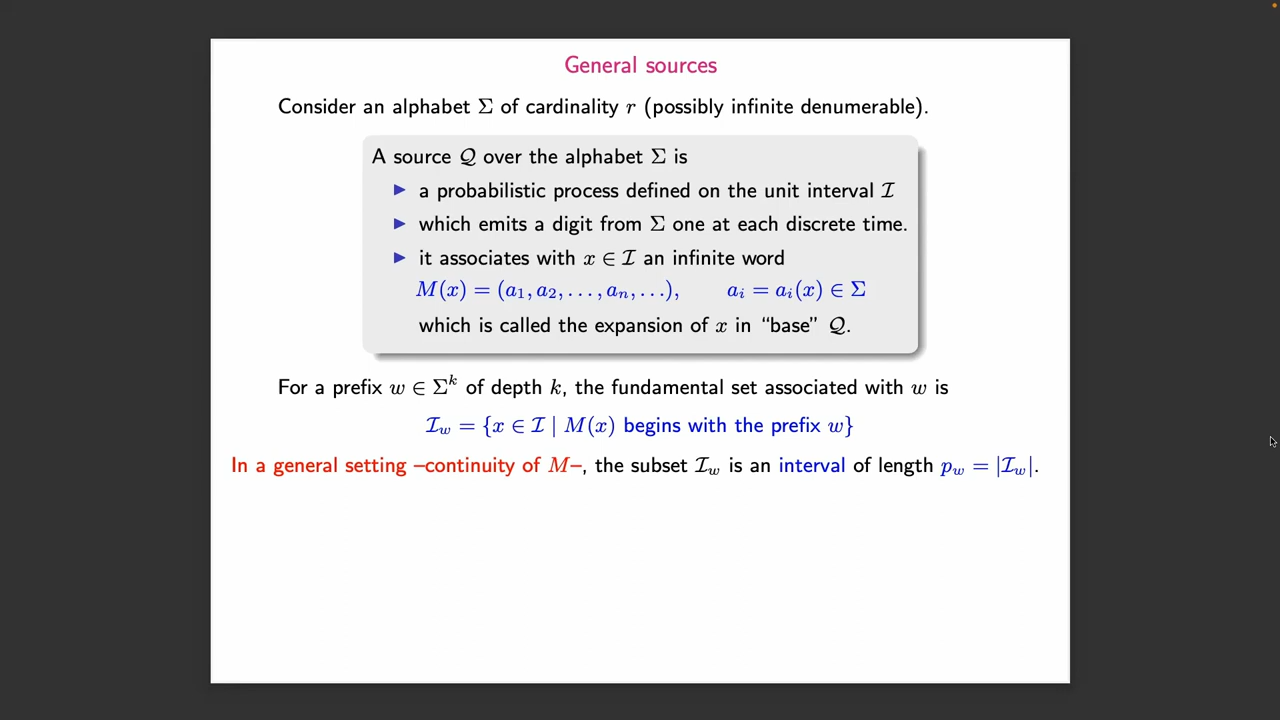 General sources
Consider an alphabet Σ of cardinality r (possibly infinite denumerable).
A source 𝒬 over the alphabet Σ is
▶ a probabilistic process defined on the unit interval ℐ
▶ which emits a digit from Σ one at each discrete time.
▶ it associates with x ∈ ℐ an infinite word
M(x) = (a₁, a₂, . . . , aₙ, . . .), aᵢ = aᵢ(x) ∈ Σ
which is called the expansion of x in “base” 𝒬.
For a prefix w ∈ Σᵏ of depth k, the fundamental set associated with w is
ℐ_w = {x ∈ ℐ | M(x) begins with the prefix w}
In a general setting –continuity of M–, the subset ℐ_w is an interval of length p_w = |ℐ_w|.